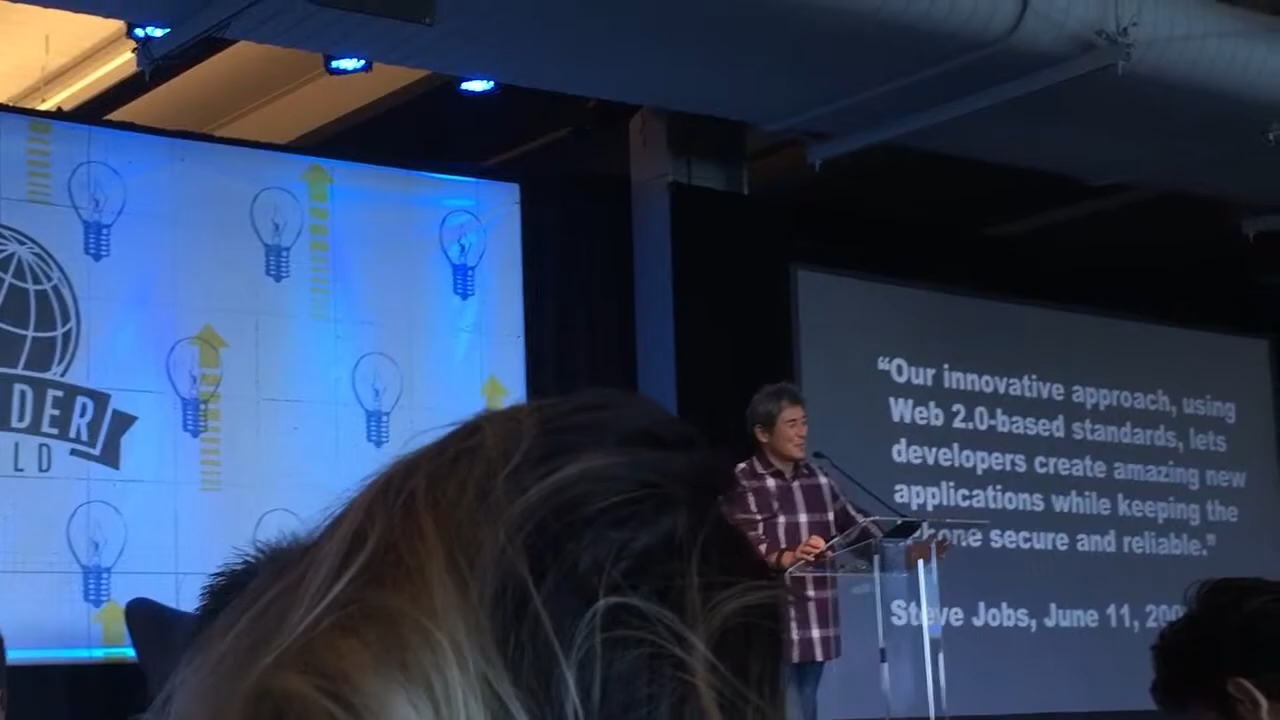 DER
LD
“Our innovative approach, using
Web 2.0-based standards, lets
developers create amazing new
applications while keeping the
secure and reliable.”
Steve Jobs, June 11, 200